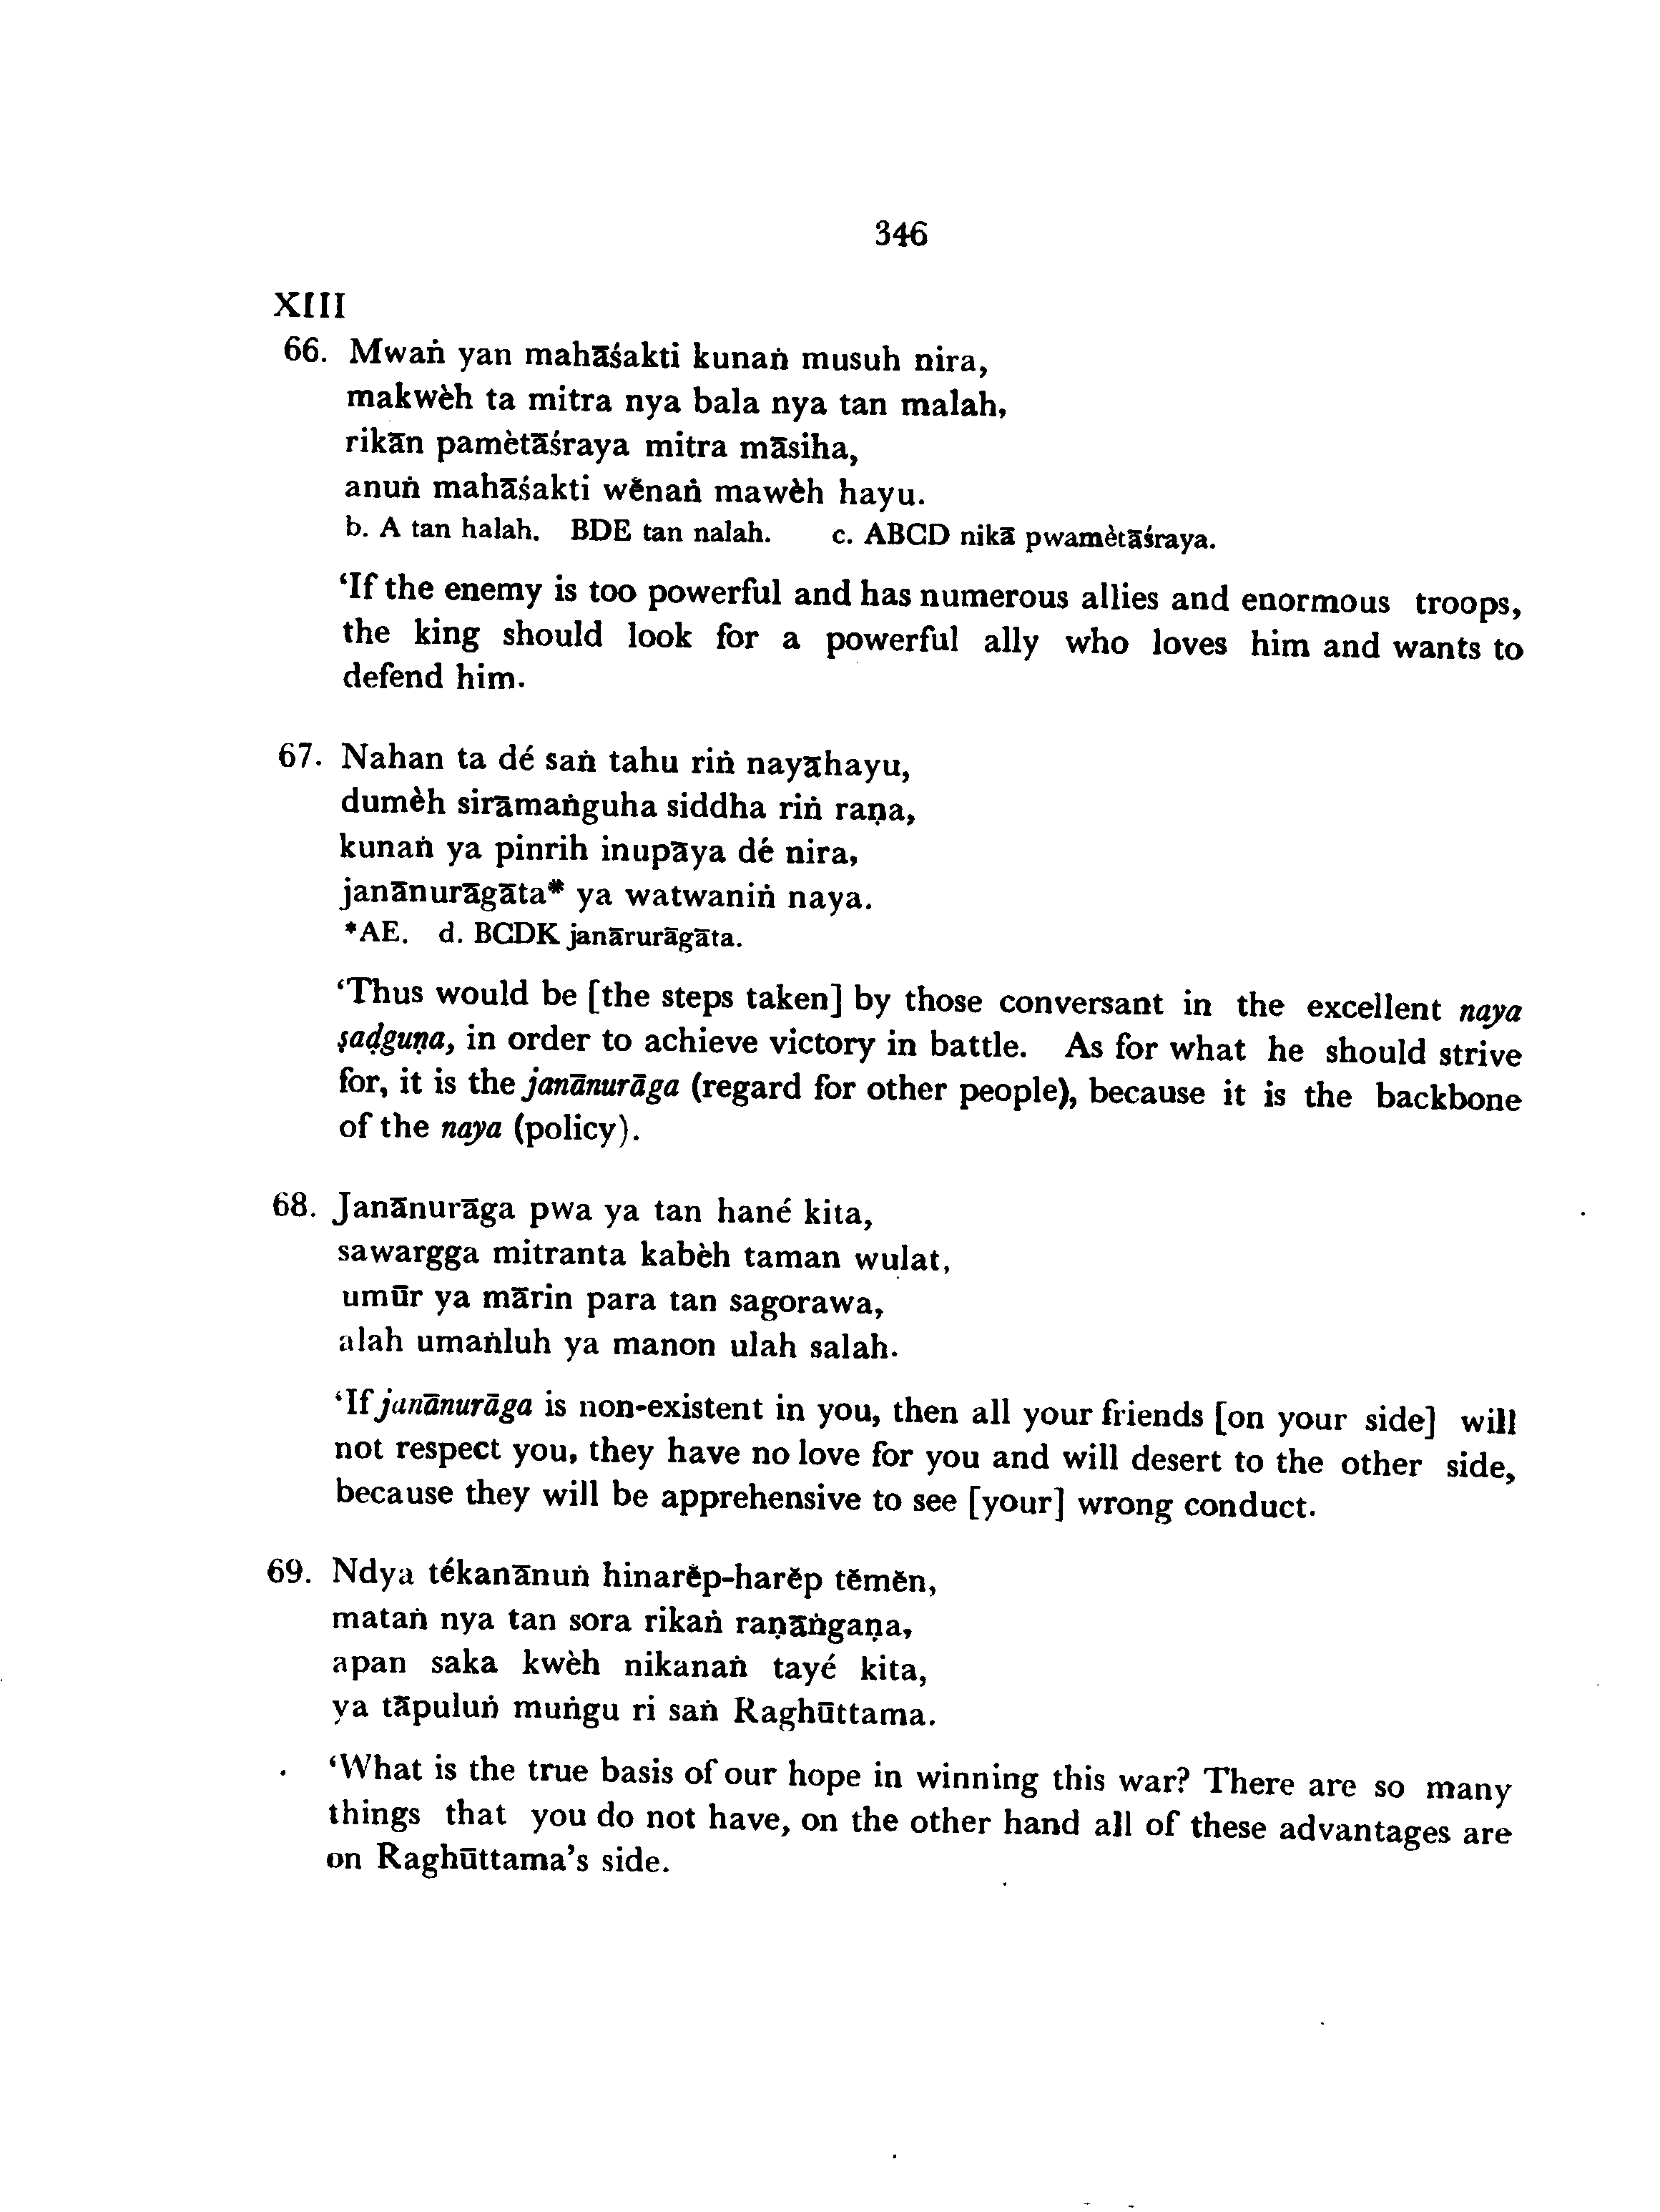 346
XIII
66. Mwaṅ yan mahāśakti kunaṅ musuh nira,
makwèh ta mitra nya bala nya tan malah,
rikān pamètāśraya mitra māsiha,
anuṅ mahāśakti wĕnaṅ mawèh hayu.
b. A tan halah. BDE tan nalah. c. ABCD nikā pwamètāśraya.
‘If the enemy is too powerful and has numerous allies and enormous troops,
the king should look for a powerful ally who loves him and wants to
defend him.
67. Nahan ta dé saṅ tahu riṅ nayāhayu,
dumèh sirāmaṅguha siddha riṅ raṇa,
kunaṅ ya pinrih inupāya dé nira,
janānurāgāta* ya watwaniṅ naya.
*AE. d. BCDK janārurāgāta.
‘Thus would be [the steps taken] by those conversant in the excellent naya
ṣaḍguṇa, in order to achieve victory in battle. As for what he should strive
for, it is the janānurāga (regard for other people), because it is the backbone
of the naya (policy).
68. Janānurāga pwa ya tan hané kita,
sawargga mitranta kabèh taman wulat,
umūr ya mārin para tan sagorawa,
alah umaṅluh ya manon ulah salah.
‘If janānurāga is non-existent in you, then all your friends [on your side] will
not respect you, they have no love for you and will desert to the other side,
because they will be apprehensive to see [your] wrong conduct.
69. Ndya tékanānuṅ hinarĕp-harĕp tĕmĕn,
mataṅ nya tan sora rikaṅ raṇāṅgaṇa,
apan saka kwèh nikanaṅ tayé kita,
ya tāpuluṅ muṅgu ri saṅ Raghūttama.
‘What is the true basis of our hope in winning this war? There are so many
things that you do not have, on the other hand all of these advantages are
on Raghūttama’s side.